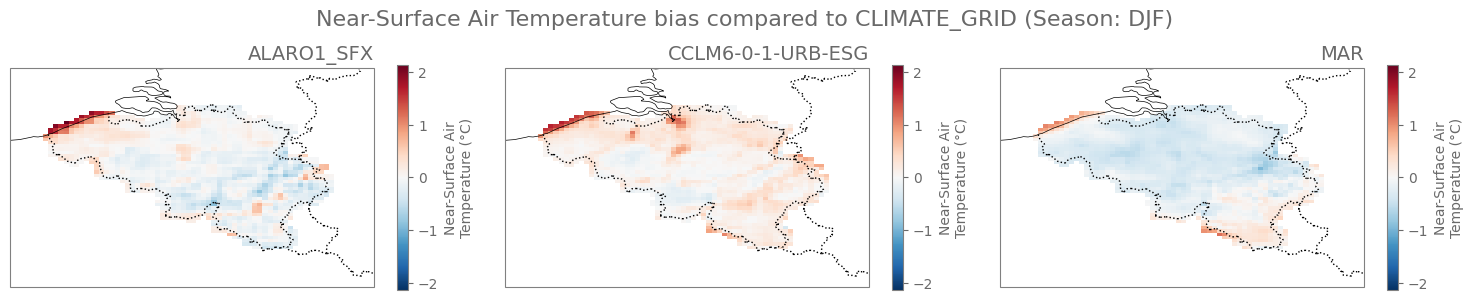 Near-Surface Air Temperature bias compared to CLIMATE_GRID (Season: DJF)
ALARO1_SFX
2
1
0
−1
−2
Near-Surface Air
Temperature (°C)
CCLM6-0-1-URB-ESG
2
1
0
−1
−2
Near-Surface Air
Temperature (°C)
MAR
2
1
0
−1
−2
Near-Surface Air
Temperature (°C)